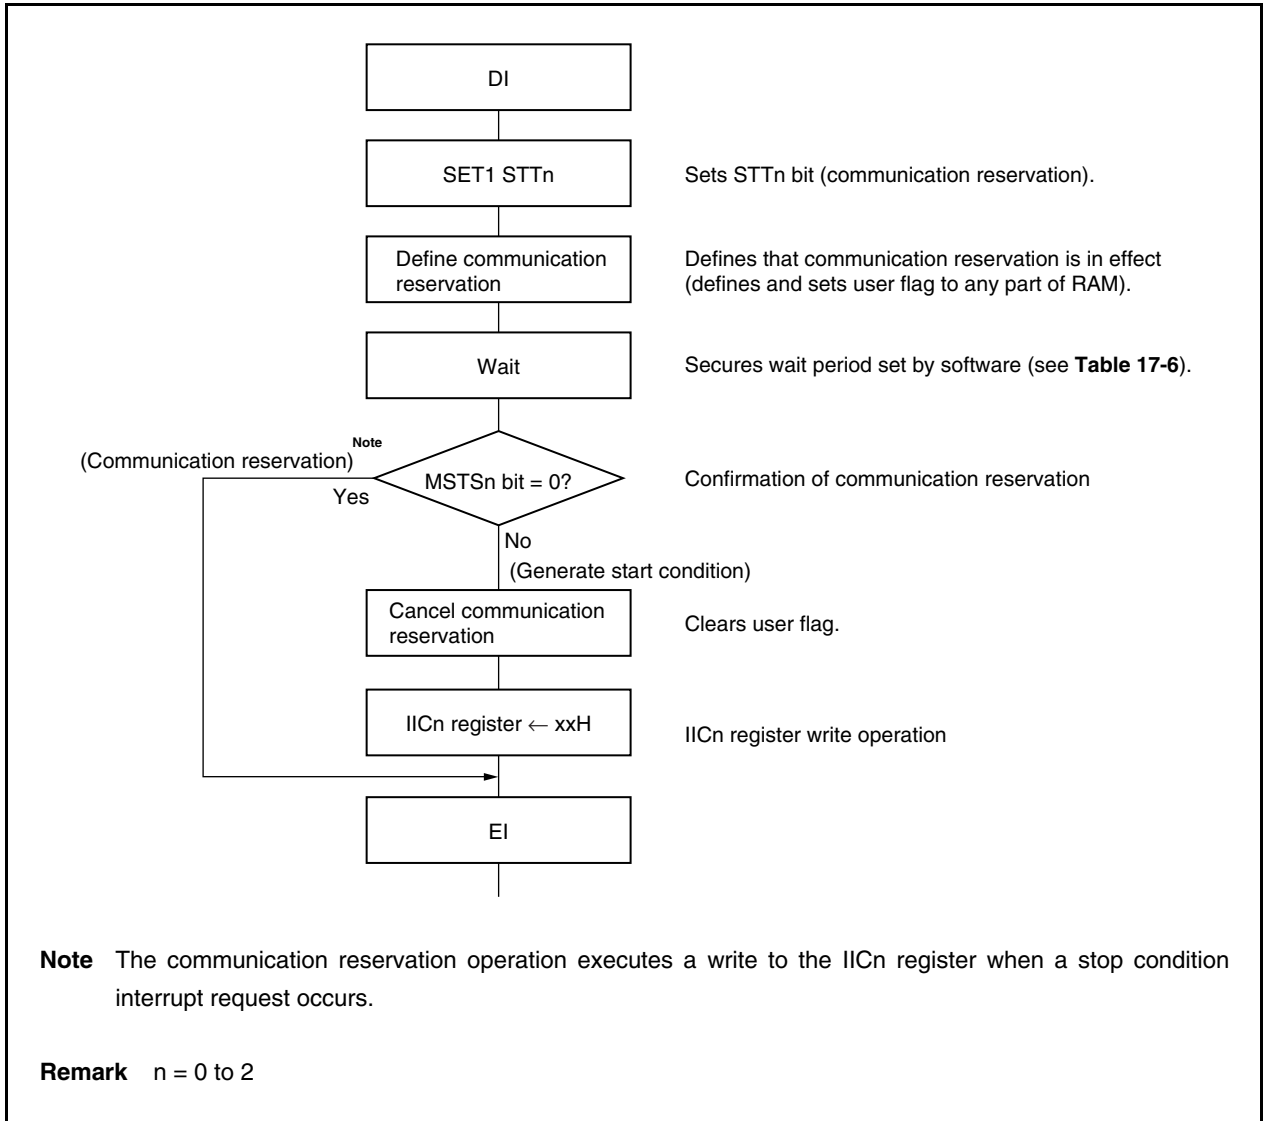 DI
SET1 STTn
Sets STTn bit (communication reservation).
Define communication
reservation
Defines that communication reservation is in effect
(defines and sets user flag to any part of RAM).
Wait
Secures wait period set by software (see Table 17-6).
(Communication reservation) Note
Yes
MSTSn bit = 0?
Confirmation of communication reservation
No
(Generate start condition)
Cancel communication
reservation
Clears user flag.
IICn register ← xxH
IICn register write operation
EI
Note The communication reservation operation executes a write to the IICn register when a stop condition
interrupt request occurs.
Remark n = 0 to 2